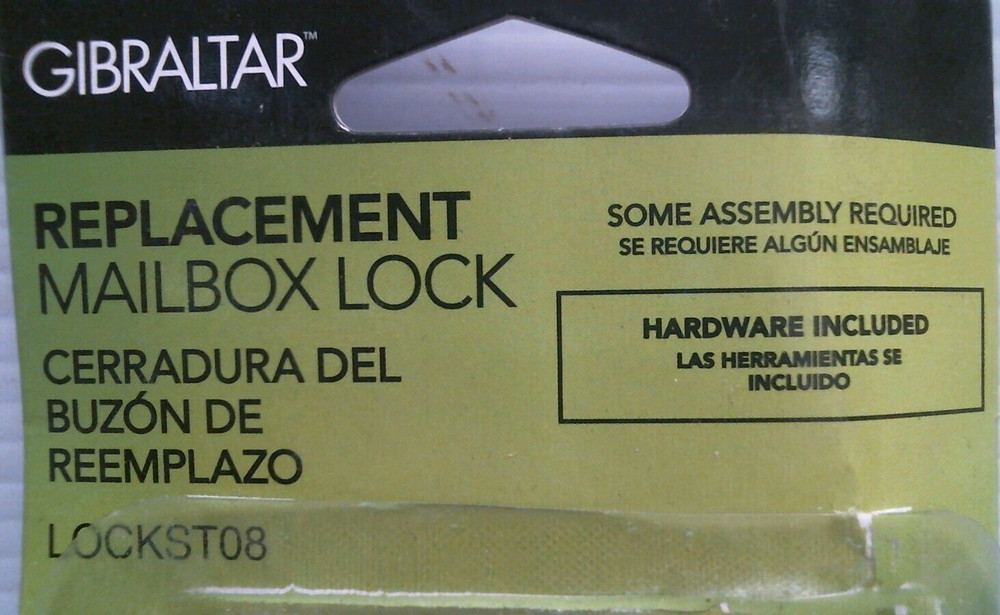 GIBRALTAR™
REPLACEMENT
MAILBOX LOCK
CERRADURA DEL
BUZÓN DE
REEMPLAZO
LOCKST08
SOME ASSEMBLY REQUIRED
SE REQUIERE ALGÚN ENSAMBLAJE
HARDWARE INCLUDED
LAS HERRAMIENTAS SE
INCLUIDO